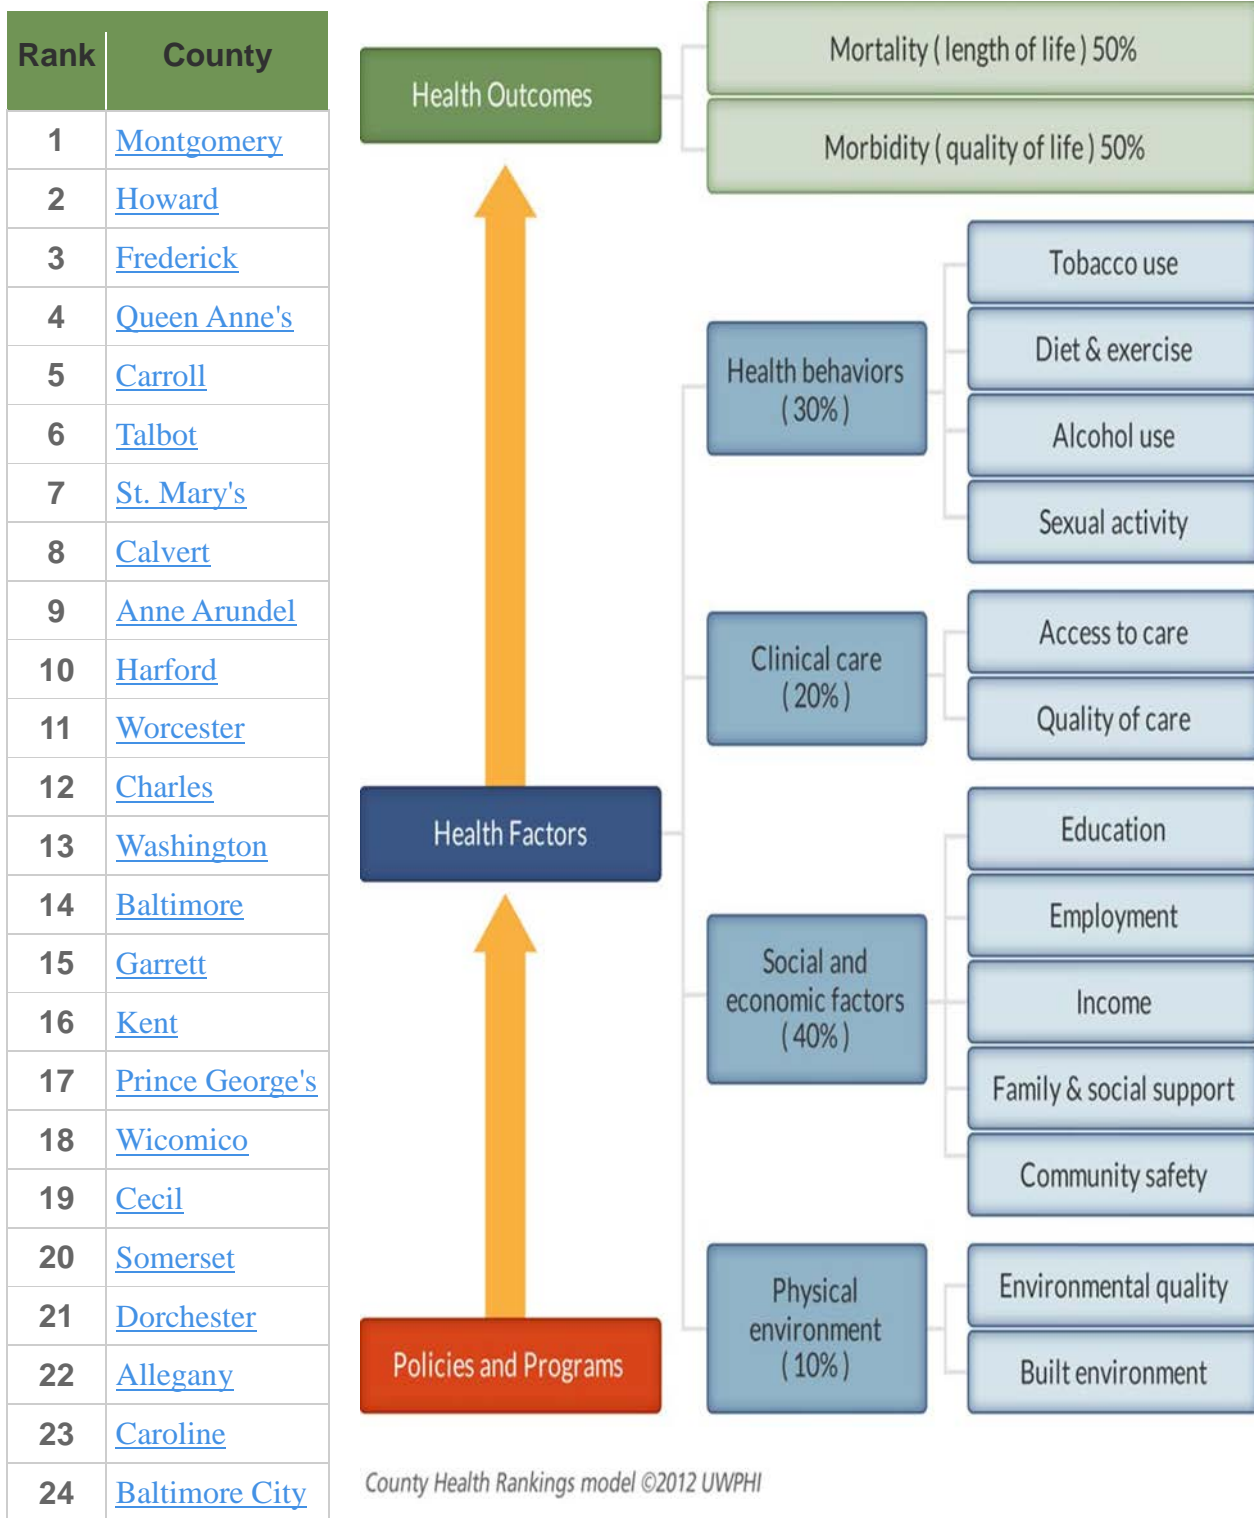 Rank County
1 Montgomery
2 Howard
3 Frederick
4 Queen Anne's
5 Carroll
6 Talbot
7 St. Mary's
8 Calvert
9 Anne Arundel
10 Harford
11 Worcester
12 Charles
13 Washington
14 Baltimore
15 Garrett
16 Kent
17 Prince George's
18 Wicomico
19 Cecil
20 Somerset
21 Dorchester
22 Allegany
23 Caroline
24 Baltimore City
Health Outcomes
Mortality ( length of life ) 50%
Morbidity ( quality of life ) 50%
Health Factors
Policies and Programs
Health behaviors
( 30% )
Tobacco use
Diet & exercise
Alcohol use
Sexual activity
Clinical care
( 20% )
Access to care
Quality of care
Social and
economic factors
( 40% )
Education
Employment
Income
Family & social support
Community safety
Physical
environment
( 10% )
Environmental quality
Built environment
County Health Rankings model ©2012 UWPHI